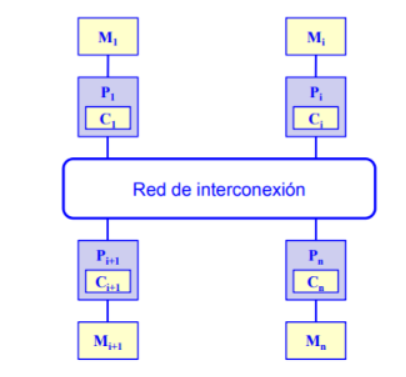 M1
Mi
P1
C1
Pi
Ci
Red de interconexión
Pi+1
Ci+1
Pn
Cn
Mi+1
Mn